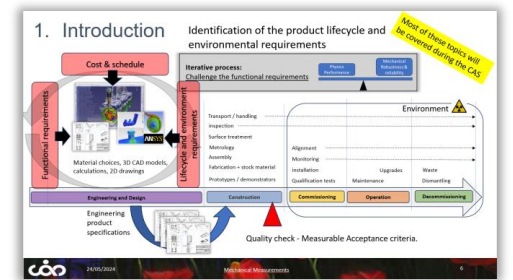 1. Introduction
Identification of the product lifecycle and
environmental requirements
Most of these topics will
be covered during the CAS
Cost & schedule
Iterative process:
Challenge the functional requirements
Plasma
Performance
Mechanical
Robustness &
reliability
Functional requirements
Lifecycle and environment
requirements
ANSYS
Material choices, 3D CAD models,
calculations, 2D drawings
Environment
Transport / handling
Inspection
Surface treatment
Metrology
Assembly
Fabrication + stock material
Prototypes / demonstrators
Alignment
Monitoring
Installation
Qualification tests
Upgrades
Maintenance
Waste
Dismantling
Engineering and Design
Construction
Commissioning
Operation
Decommissioning
Engineering
product
specifications
Quality check - Measurable Acceptance criteria.
24/05/2024
Mechanical Measurements
6